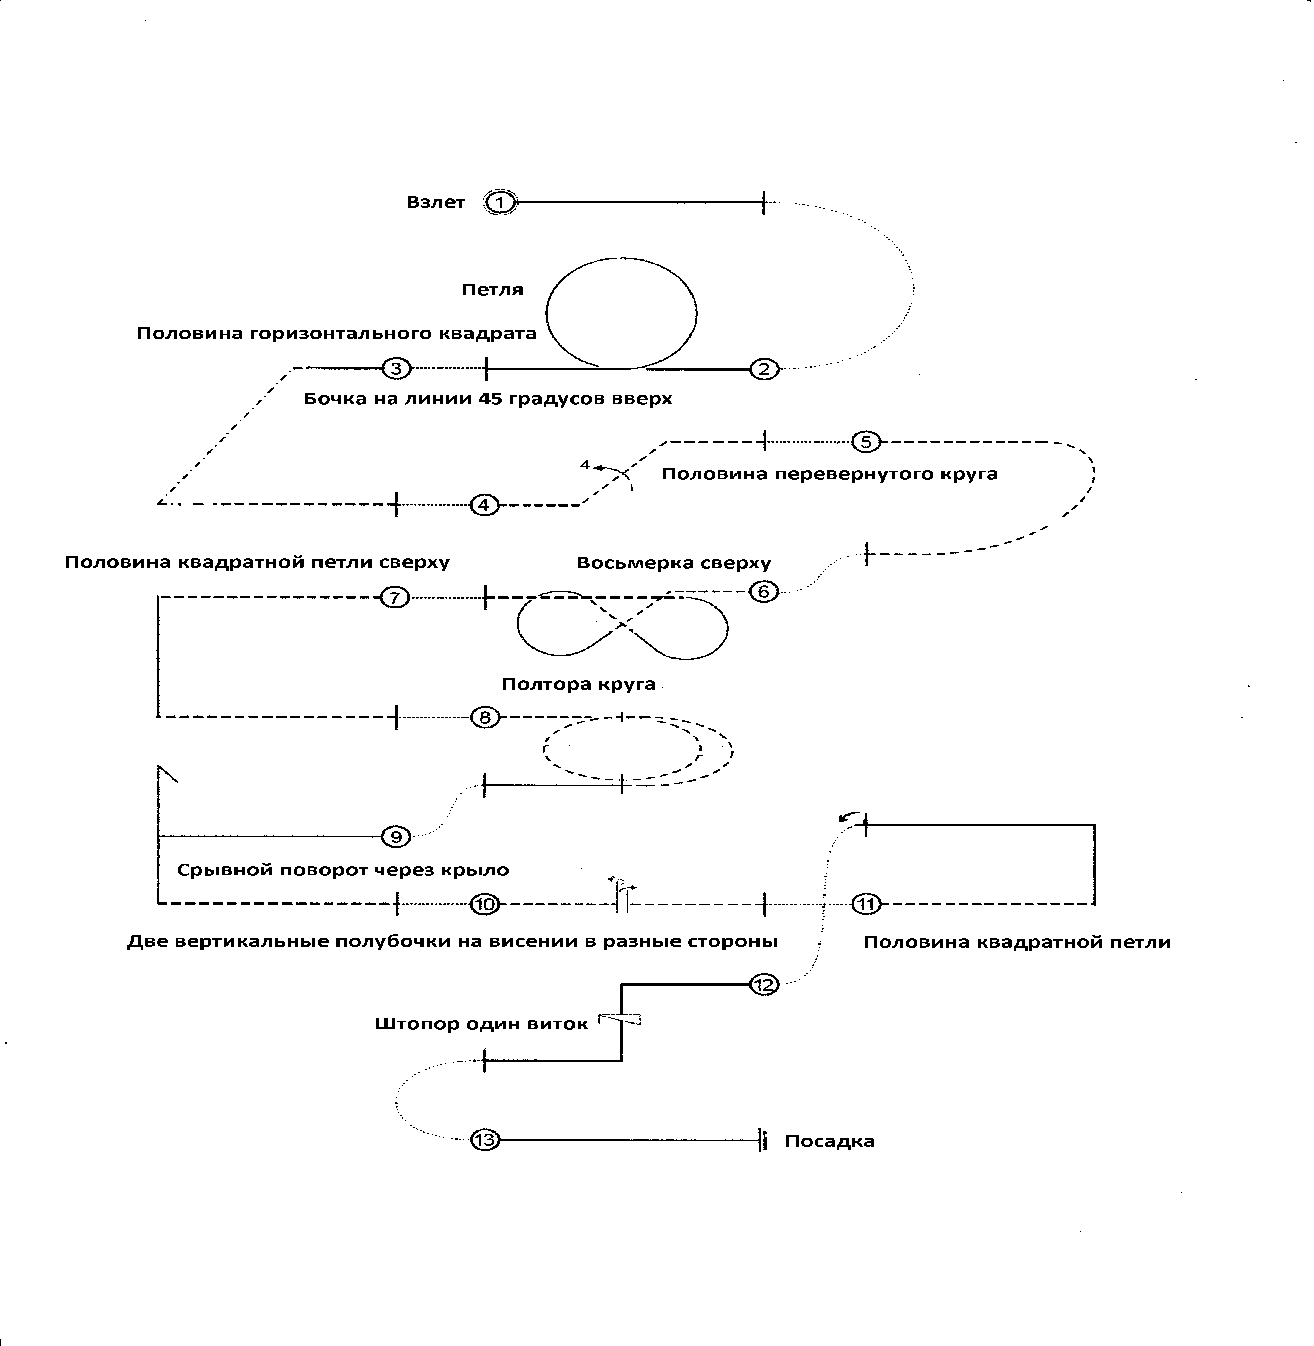 Взлет 1
Петля
Половина горизонтального квадрата
3 2
Бочка на линии 45 градусов вверх
5
4
Половина перевернутого круга
4
Половина квадратной петли сверху Восьмерка сверху
7 6
Полтора круга
8
9
Срывной поворот через крыло
10 11
Две вертикальные полубочки на висении в разные стороны Половина квадратной петли
12
Штопор один виток
13 Посадка